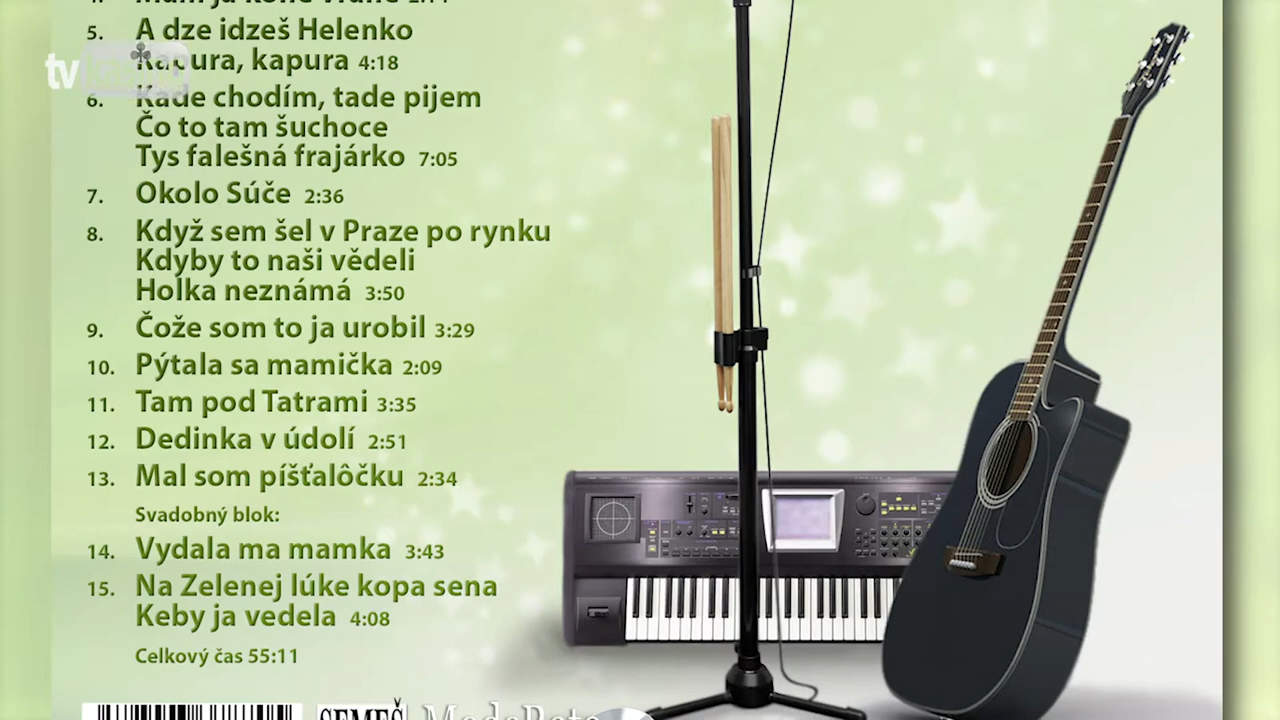 5. A dze idzeš Helenko
Kapura, kapura 4:18
6. Kade chodím, tade pijem
Čo to tam šuchoce
Tys falešná frajárko 7:05
7. Okolo Súče 2:36
8. Když sem šel v Praze po rynku
Kdyby to naši vědeli
Holka neznámá 3:50
9. Čože som to ja urobil 3:29
10. Pýtala sa mamička 2:09
11. Tam pod Tatrami 3:35
12. Dedinka v údolí 2:51
13. Mal som píšťalôčku 2:34
Svadobný blok:
14. Vydala ma mamka 3:43
15. Na Zelenej lúke kopa sena
Keby ja vedela 4:08
Celkový čas 55:11
tv